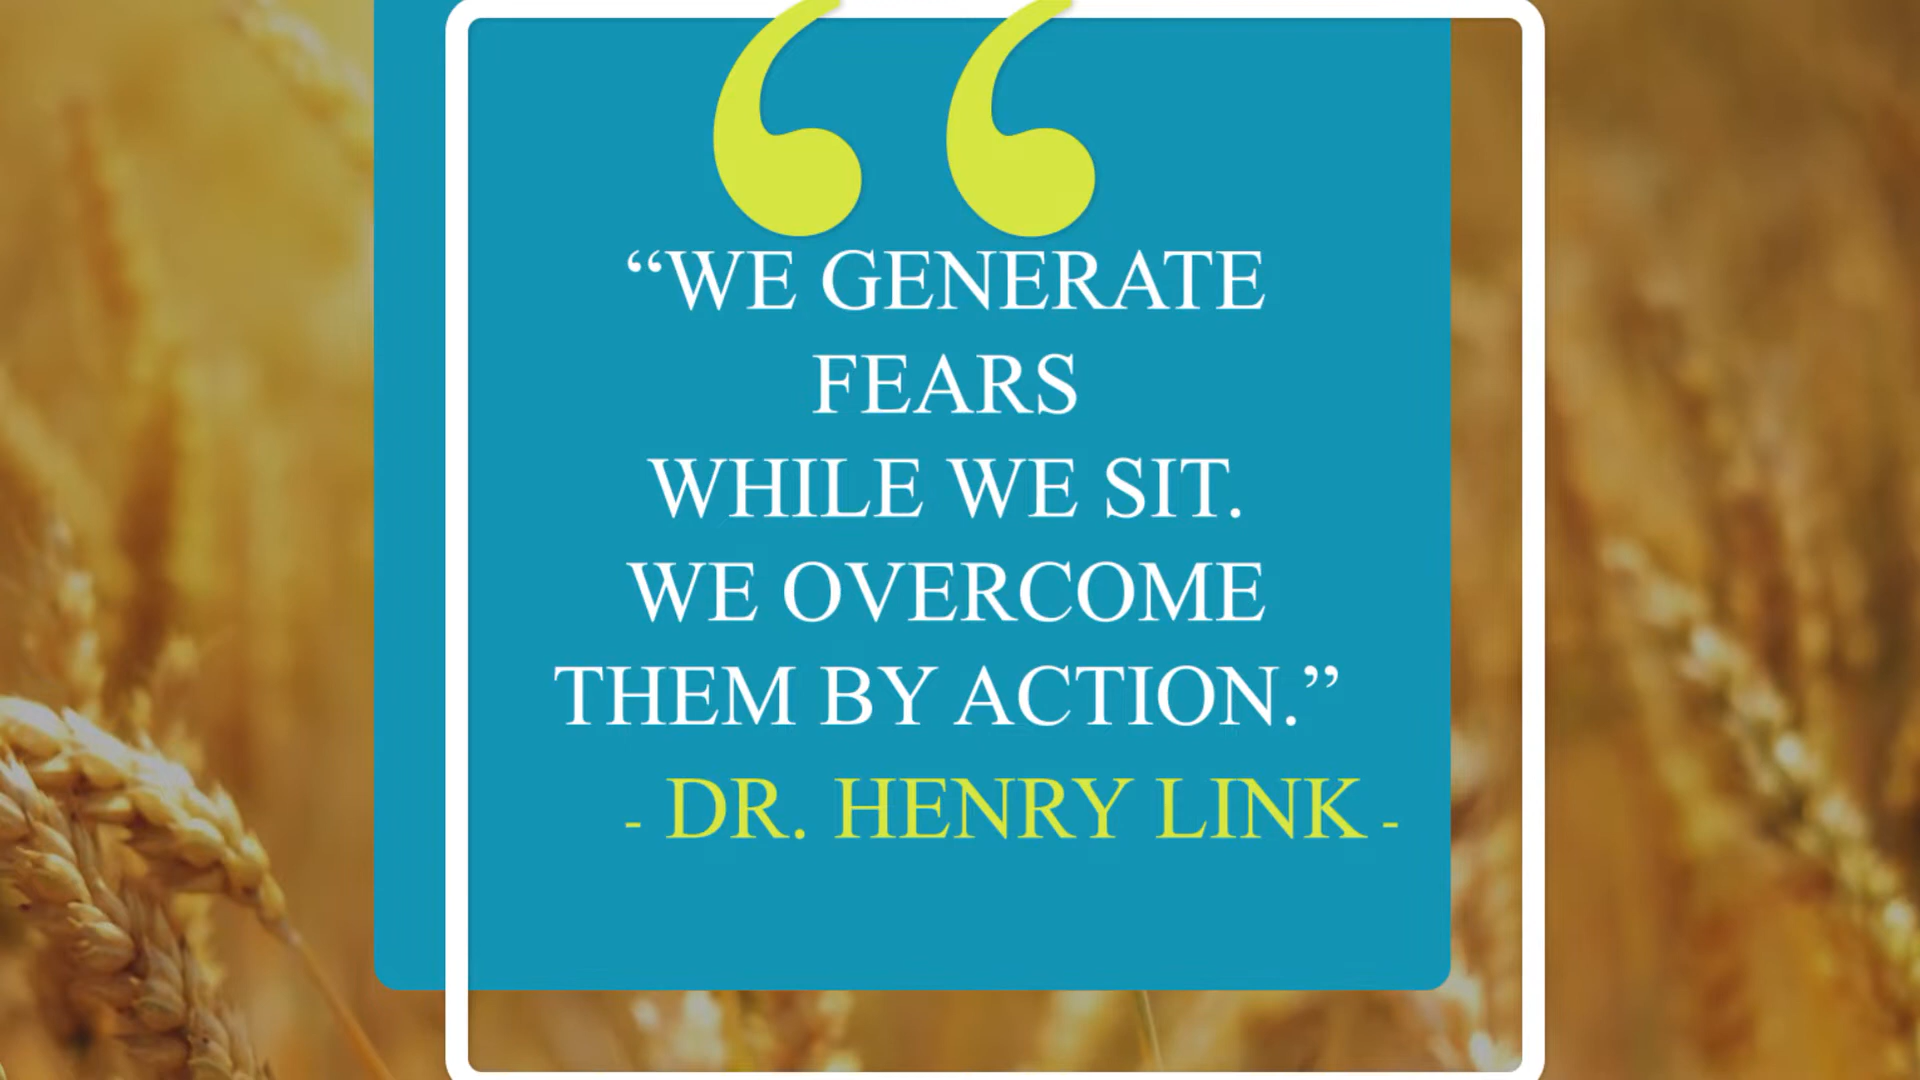 “WE GENERATE
FEARS
WHILE WE SIT.
WE OVERCOME
THEM BY ACTION.”
- DR. HENRY LINK -